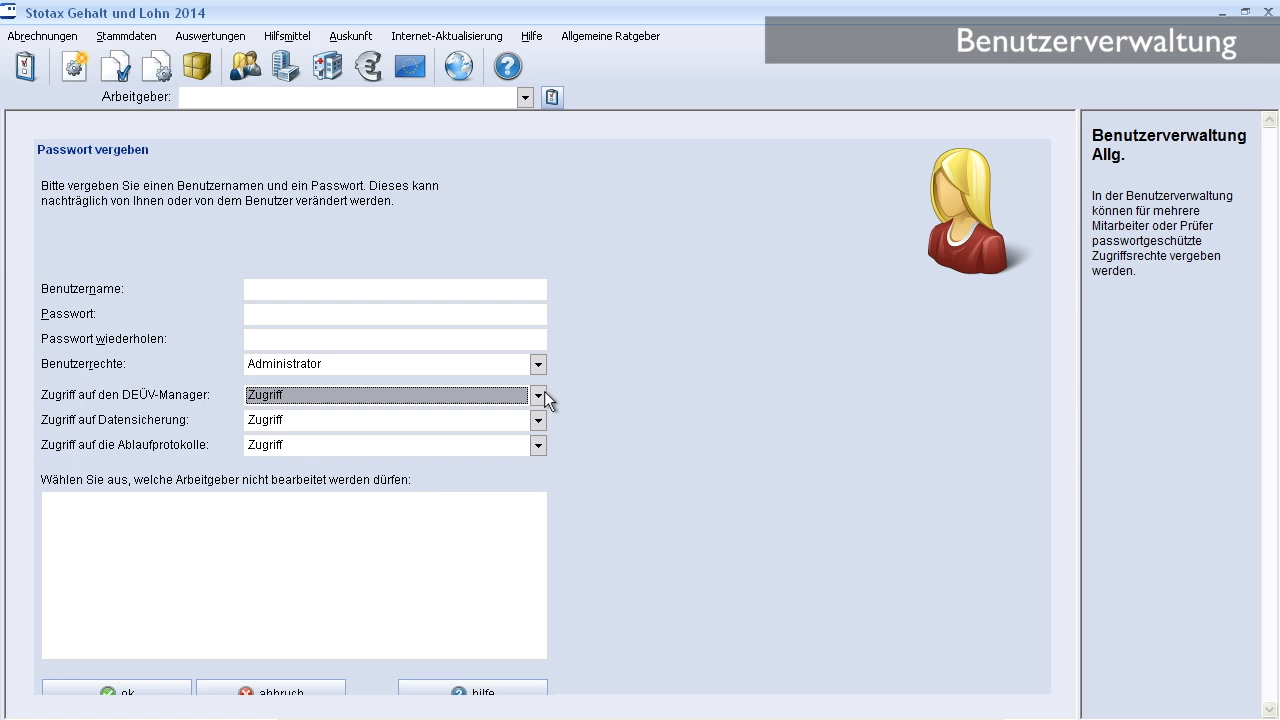 Stotax Gehalt und Lohn 2014
Abrechnungen Stammdaten Auswertungen Hilfsmittel Auskunft Internet-Aktualisierung Hilfe Allgemeine Ratgeber
Benutzerverwaltung
Arbeitgeber:
Passwort vergeben
Bitte vergeben Sie einen Benutzernamen und ein Passwort. Dieses kann
nachträglich von Ihnen oder von dem Benutzer verändert werden.
Benutzername:
Passwort:
Passwort wiederholen:
Benutzerrechte: Administrator
Zugriff auf den DEÜV-Manager: Zugriff
Zugriff auf Datensicherung: Zugriff
Zugriff auf die Ablaufprotokolle: Zugriff
Wählen Sie aus, welche Arbeitgeber nicht bearbeitet werden dürfen:
ok abbruch hilfe
Benutzerverwaltung
Allg.
In der Benutzerverwaltung
können für mehrere
Mitarbeiter oder Prüfer
passwortgeschützte
Zugriffsrechte vergeben
werden.